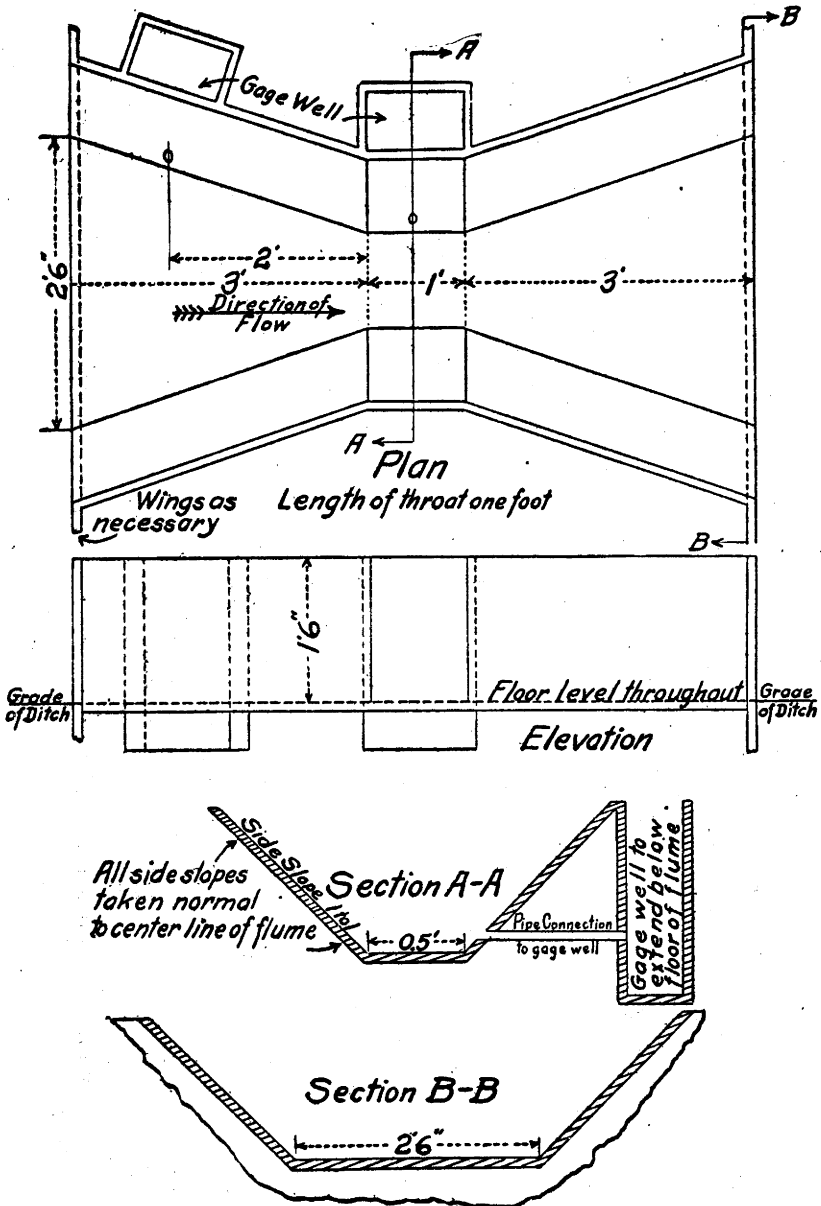 B
A
Gage Well
2'6"
2'
3'
1'
3'
Direction of
Flow
A
Plan
Length of throat one foot
Wings as
necessary
B
1'6"
Grade
of Ditch
Floor level throughout
Graae
of Ditch
Elevation
Side Slope 1 to 1
All side slopes
taken normal
to center line of flume
Section A-A
0.5'
Pipe Connection
to gage well
Gage well to
extend below
floor of flume
Section B-B
2'6"